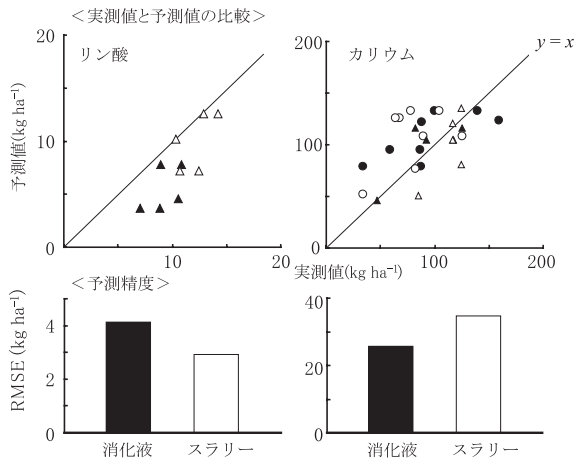 ＜実測値と予測値の比較＞
リン酸
予測値(kg ha⁻¹)
20
10
0
10
20
カリウム
y = x
200
100
0
100
200
実測値(kg ha⁻¹)
＜予測精度＞
RMSE (kg ha⁻¹)
4
2
0
消化液
スラリー
40
20
0
消化液
スラリー